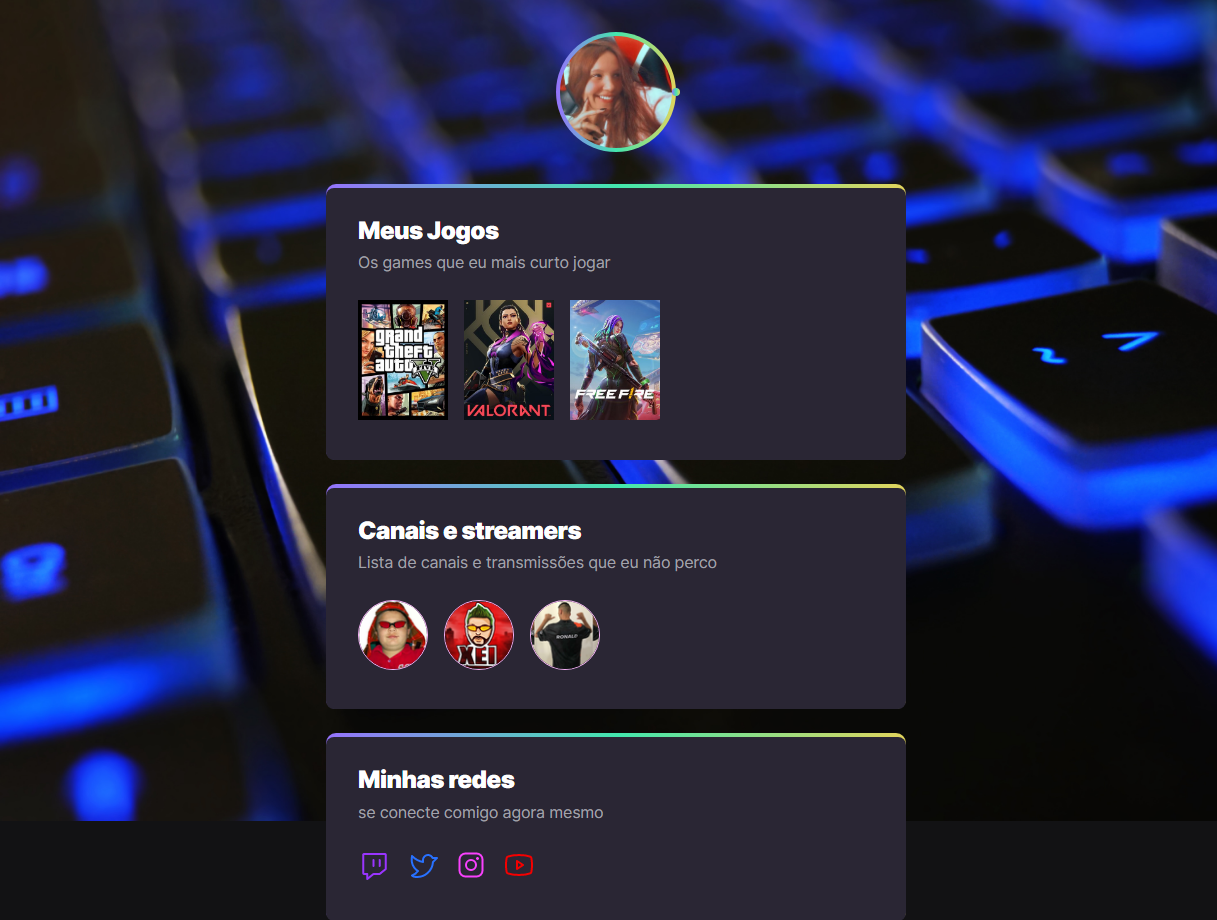 Meus Jogos
Os games que eu mais curto jogar
grand
theft
auto V
VALORANT
FREE FIRE
Canais e streamers
Lista de canais e transmissões que eu não perco
XEI
RONALD
Minhas redes
se conecte comigo agora mesmo